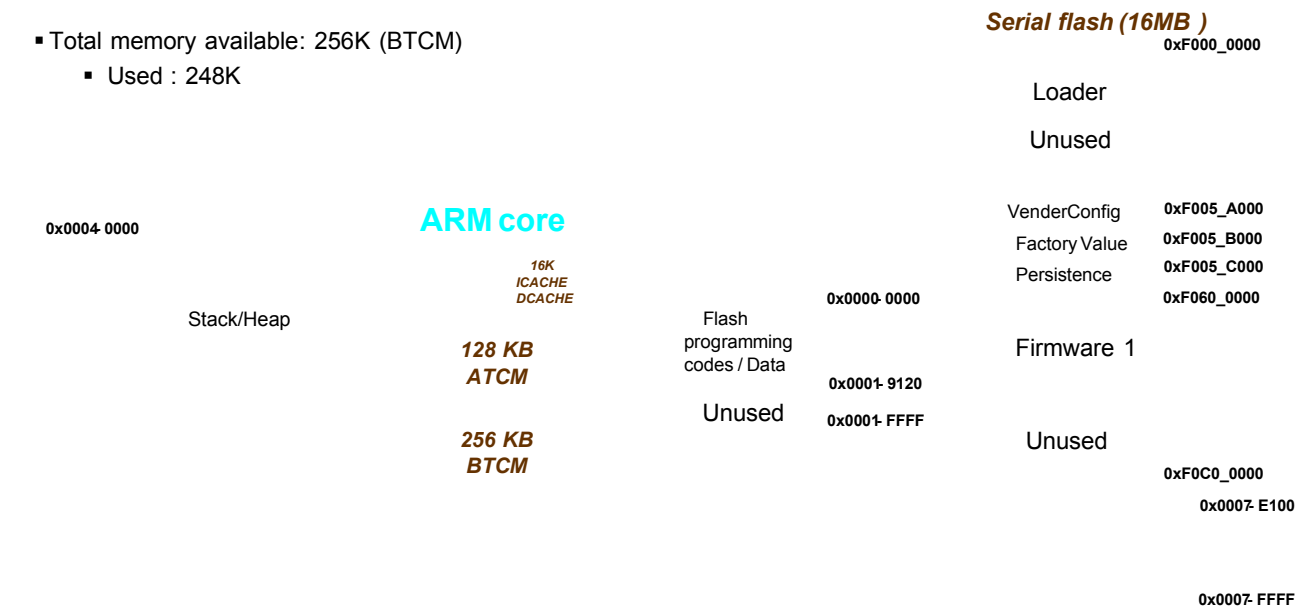 ▪ Total memory available: 256K (BTCM)
▪ Used : 248K
0x0004-0000
Stack/Heap
ARM core
16K
ICACHE
DCACHE
128 KB
ATCM
256 KB
BTCM
Flash
programming
codes / Data
Unused
0x0000-0000
0x0001-9120
0x0001-FFFF
Serial flash (16MB )
0xF000_0000
Loader
Unused
VenderConfig 0xF005_A000
Factory Value 0xF005_B000
Persistence 0xF005_C000
0xF060_0000
Firmware 1
Unused
0xF0C0_0000
0x0007-E100
0x0007-FFFF